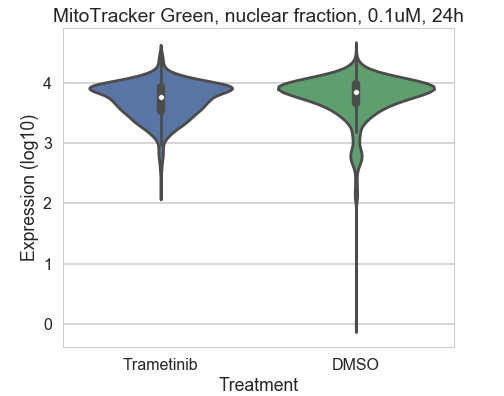 MitoTracker Green, nuclear fraction, 0.1uM, 24h
Expression (log10)
4
3
2
1
0
Trametinib DMSO
Treatment